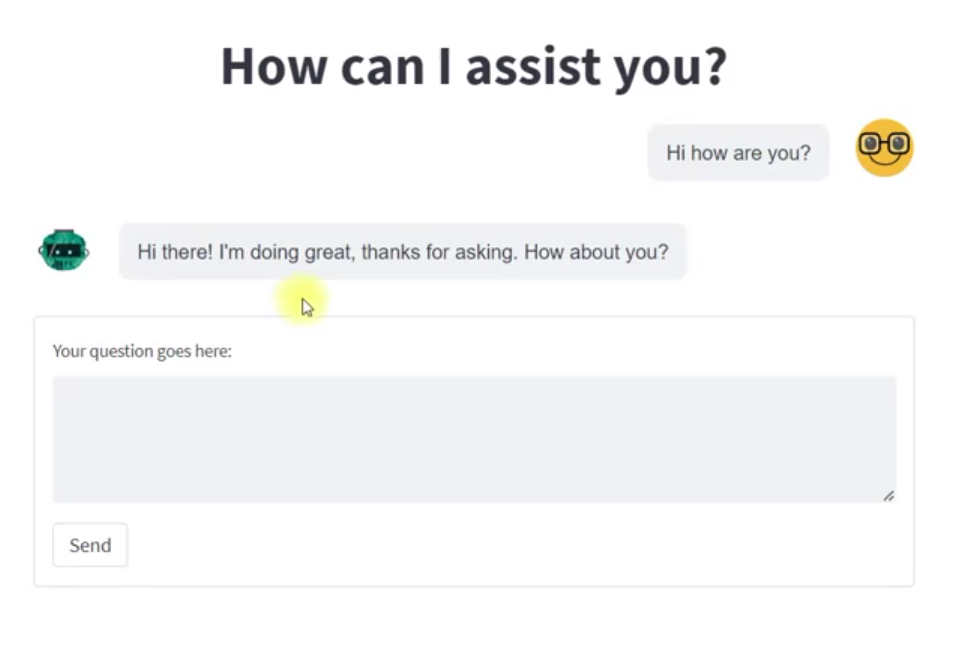 How can I assist you?
Hi how are you?
Hi there! I'm doing great, thanks for asking. How about you?
Your question goes here:
Send